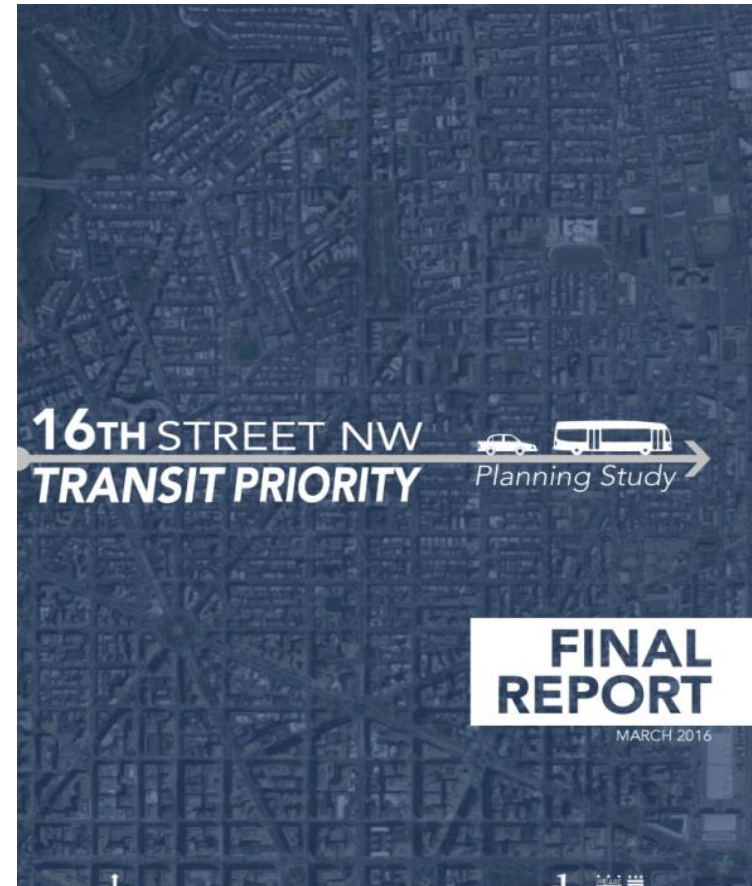 16TH STREET NW
TRANSIT PRIORITY
Planning Study
FINAL
REPORT
MARCH 2016